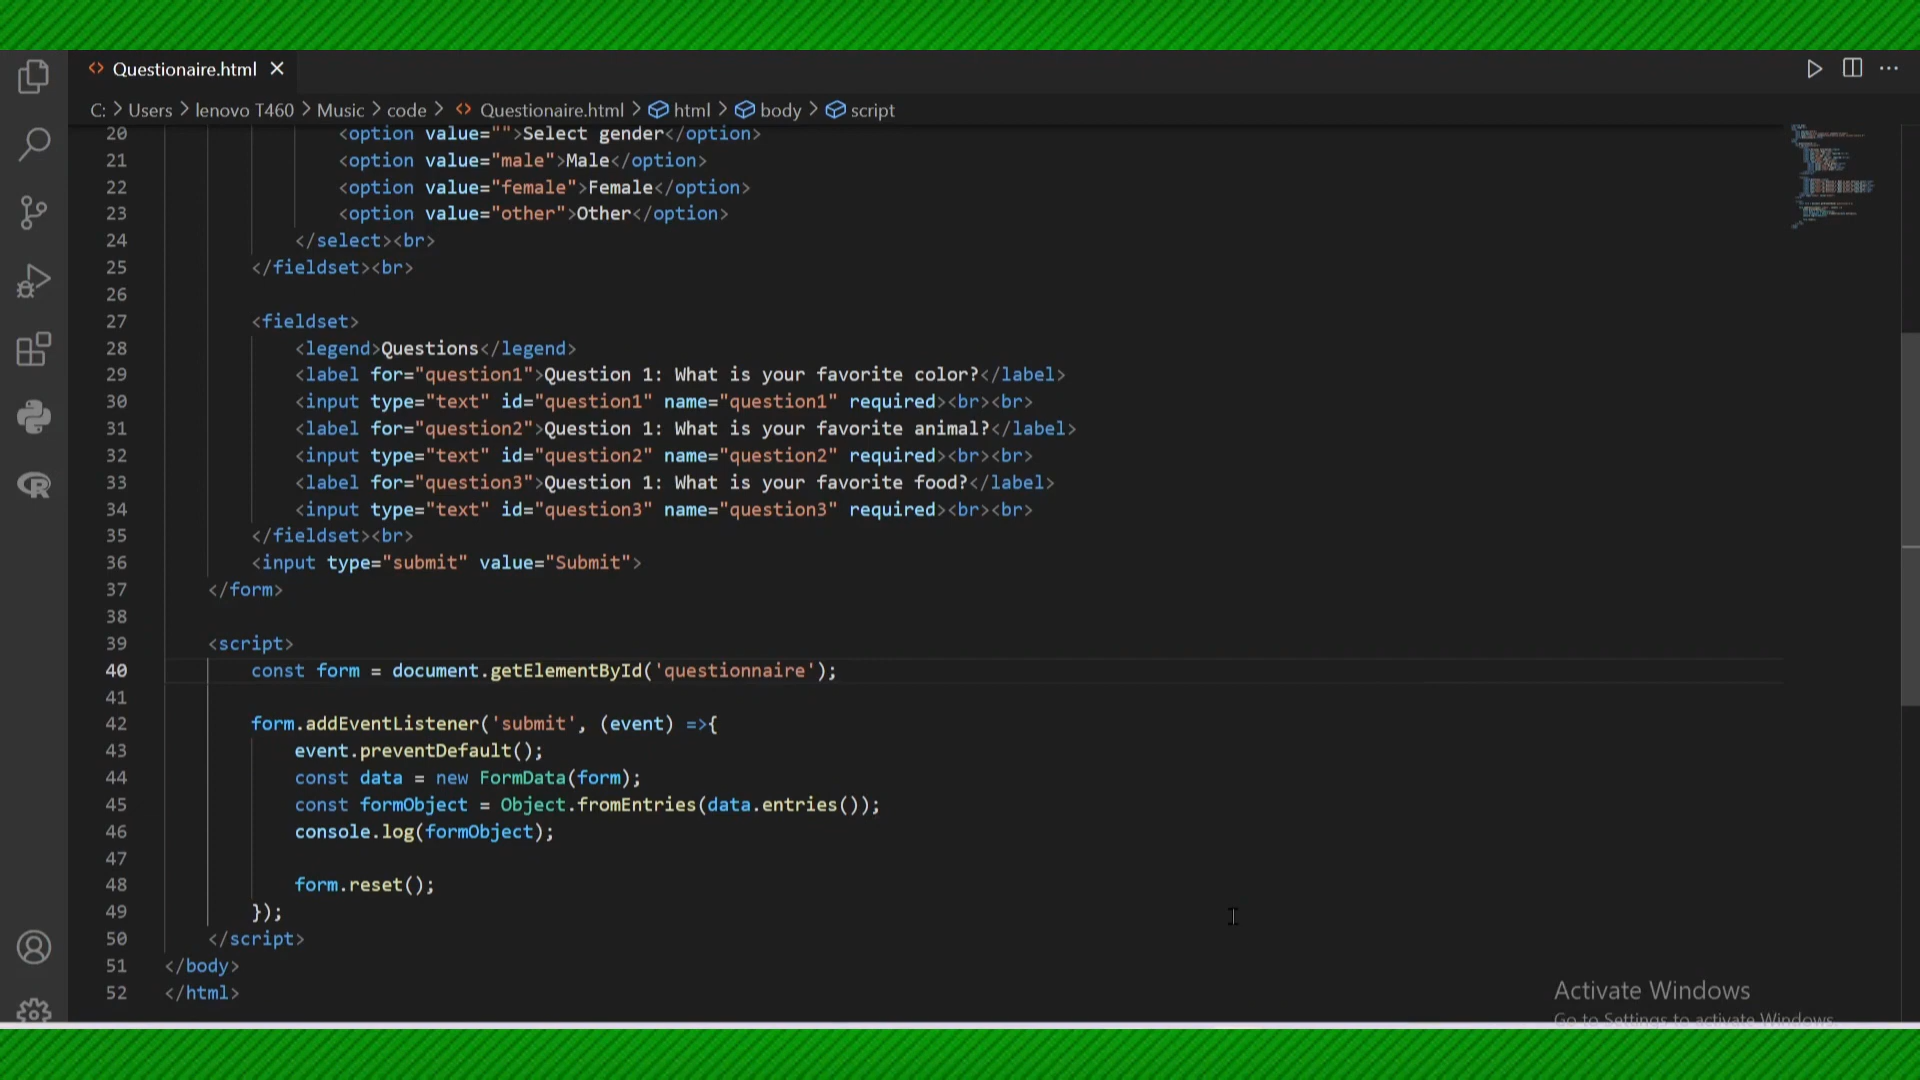 Questionaire.html
C: > Users > lenovo T460 > Music > code > Questionaire.html > html > body > script
20 <option value="">Select gender</option>
21 <option value="male">Male</option>
22 <option value="female">Female</option>
23 <option value="other">Other</option>
24 </select><br>
25 </fieldset><br>
26
27 <fieldset>
28 <legend>Questions</legend>
29 <label for="question1">Question 1: What is your favorite color?</label>
30 <input type="text" id="question1" name="question1" required><br><br>
31 <label for="question2">Question 1: What is your favorite animal?</label>
32 <input type="text" id="question2" name="question2" required><br><br>
33 <label for="question3">Question 1: What is your favorite food?</label>
34 <input type="text" id="question3" name="question3" required><br><br>
35 </fieldset><br>
36 <input type="submit" value="Submit">
37 </form>
38
39 <script>
40 const form = document.getElementById('questionnaire');
41
42 form.addEventListener('submit', (event) =>{
43 event.preventDefault();
44 const data = new FormData(form);
45 const formObject = Object.fromEntries(data.entries());
46 console.log(formObject);
47
48 form.reset();
49 });
50 </script>
51 </body>
52 </html>
Activate Windows
Go to Settings to activate Windows.